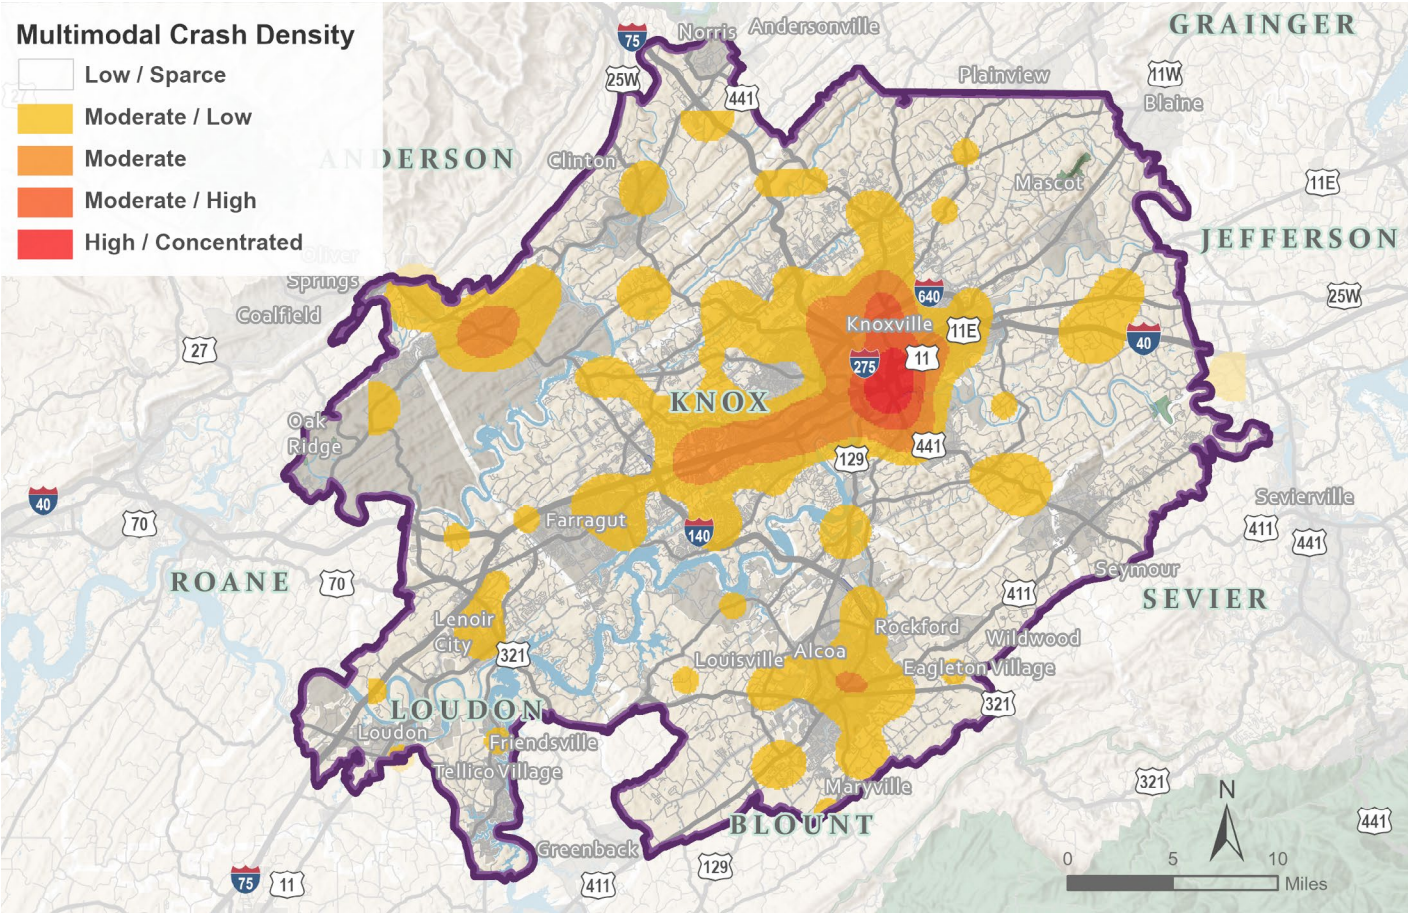 Multimodal Crash Density
Low / Sparce
Moderate / Low
Moderate
Moderate / High
High / Concentrated
75
Norris
Andersonville
GRAINGER
25W
441
Plainview
11W
Blaine
ANDERSON
Clinton
Mascot
11E
JEFFERSON
Oliver
Springs
Coalfield
640
25W
27
Knoxville
11E
40
275
11
KNOX
Oak
Ridge
441
129
40
70
Farragut
140
Sevierville
411
441
ROANE
70
Seymour
411
SEVIER
Lenoir
City
321
Rockford
Wildwood
Louisville
Alcoa
Eagleton Village
321
LOUDON
Loudon
Friendsville
Tellico Village
Maryville
321
N
BLOUNT
441
Greenback
129
75
11
411
0
5
10
Miles